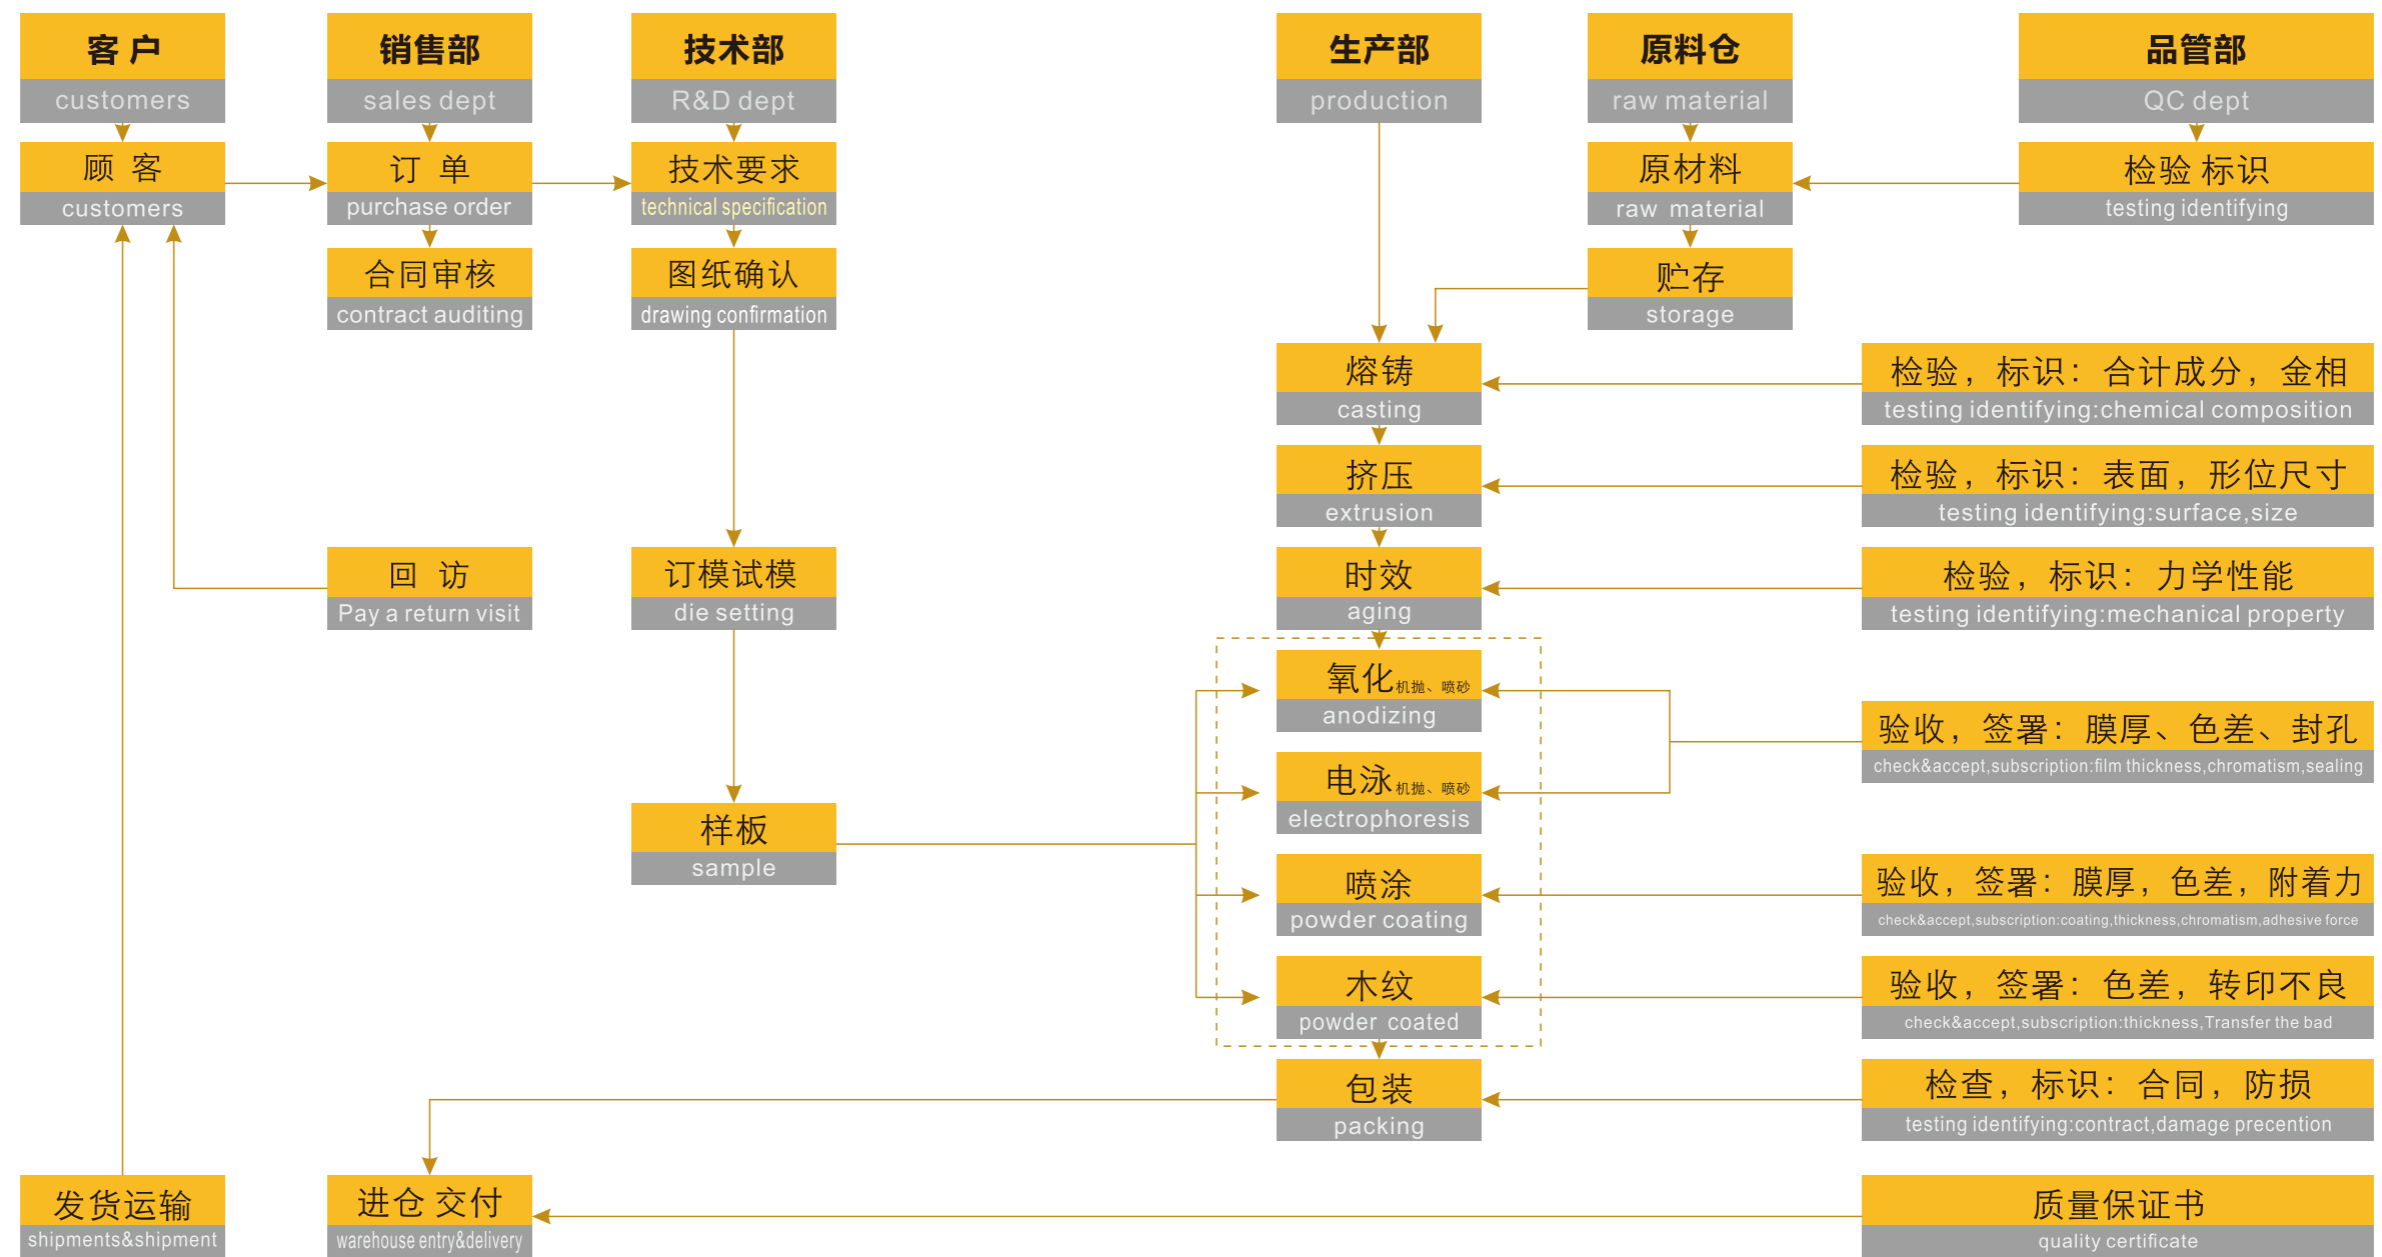 客 户
customers
销售部
sales dept
技术部
R&D dept
生产部
production
原料仓
raw material
品管部
QC dept
顾 客
customers
订 单
purchase order
技术要求
technical specification
原材料
raw material
检验 标识
testing identifying
合同审核
contract auditing
图纸确认
drawing confirmation
贮存
storage
熔铸
casting
检验，标识：合计成分，金相
testing identifying:chemical composition
挤压
extrusion
检验，标识：表面，形位尺寸
testing identifying:surface,size
回 访
Pay a return visit
订模试模
die setting
时效
aging
检验，标识：力学性能
testing identifying:mechanical property
氧化机抛、喷砂
anodizing
验收，签署：膜厚、色差、封孔
check&accept,subscription:film thickness,chromatism,sealing
电泳机抛、喷砂
electrophoresis
样板
sample
喷涂
powder coating
验收，签署：膜厚，色差，附着力
check&accept,subscription:coating,thickness,chromatism,adhesive force
木纹
powder coated
验收，签署：色差，转印不良
check&accept,subscription:thickness,Transfer the bad
包装
packing
检查，标识：合同，防损
testing identifying:contract,damage precention
发货运输
shipments&shipment
进仓 交付
warehouse entry&delivery
质量保证书
quality certificate